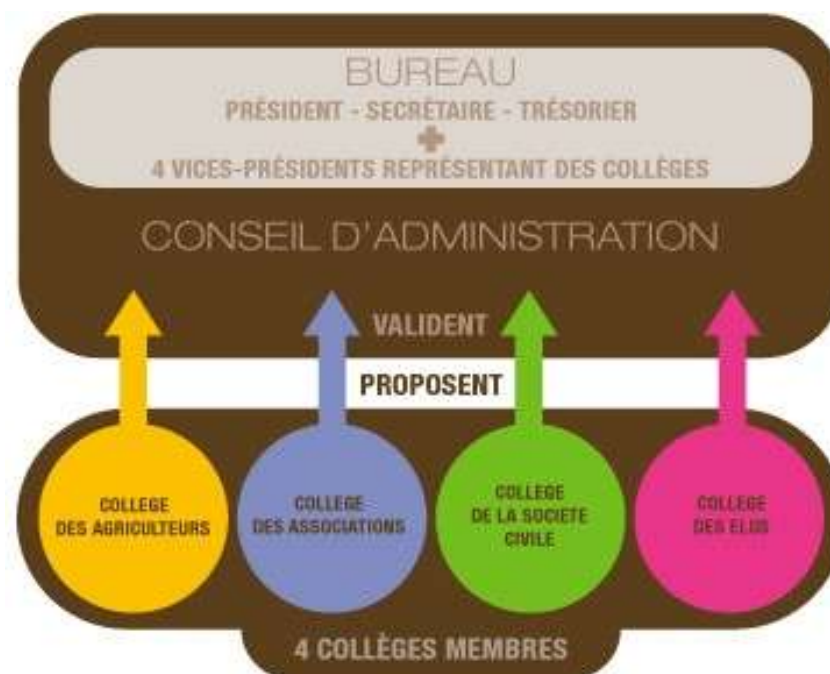 BUREAU
PRÉSIDENT - SECRÉTAIRE - TRÉSORIER
✚
4 VICES-PRÉSIDENTS REPRÉSENTANT DES COLLÈGES
CONSEIL D'ADMINISTRATION
VALIDENT
PROPOSENT
COLLEGE
DES AGRICULTEURS
COLLEGE
DES ASSOCIATIONS
COLLEGE
DE LA SOCIETE
CIVILE
COLLEGE
DES ELUS
4 COLLÈGES MEMBRES